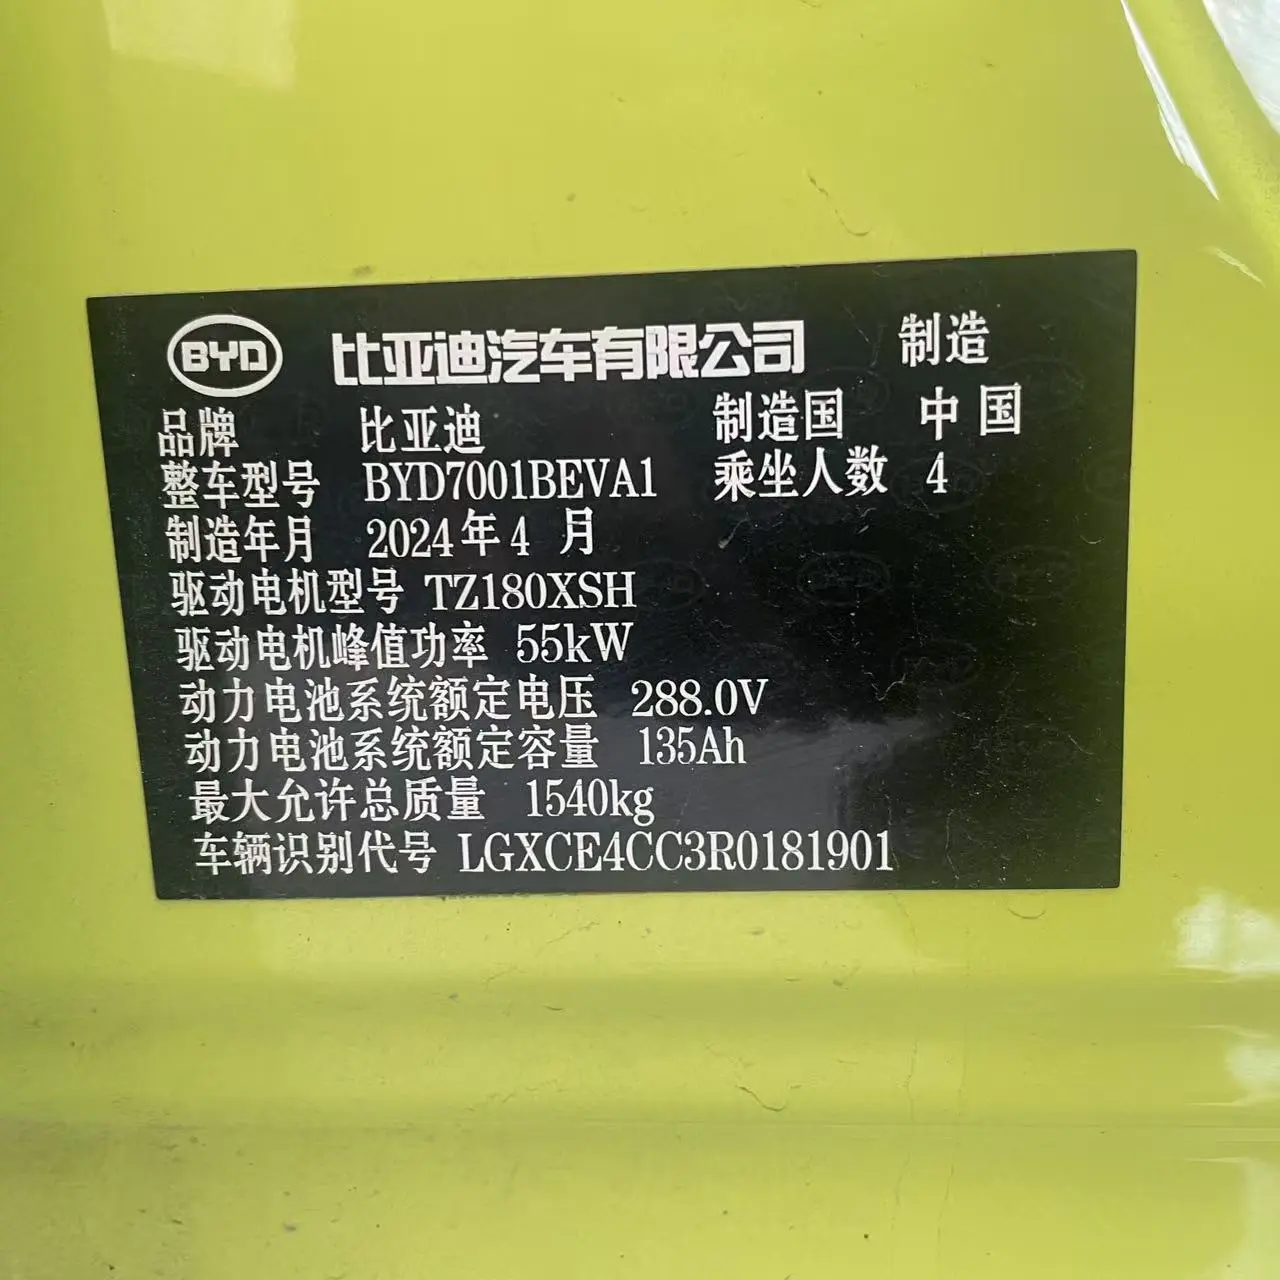 BYD 比亚迪汽车有限公司 制造
品牌 比亚迪 制造国 中国
整车型号 BYD7001BEVA1 乘坐人数 4
制造年月 2024年4月
驱动电机型号 TZ180XSH
驱动电机峰值功率 55kW
动力电池系统额定电压 288.0V
动力电池系统额定容量 135Ah
最大允许总质量 1540kg
车辆识别代号 LGXCE4CC3R0181901